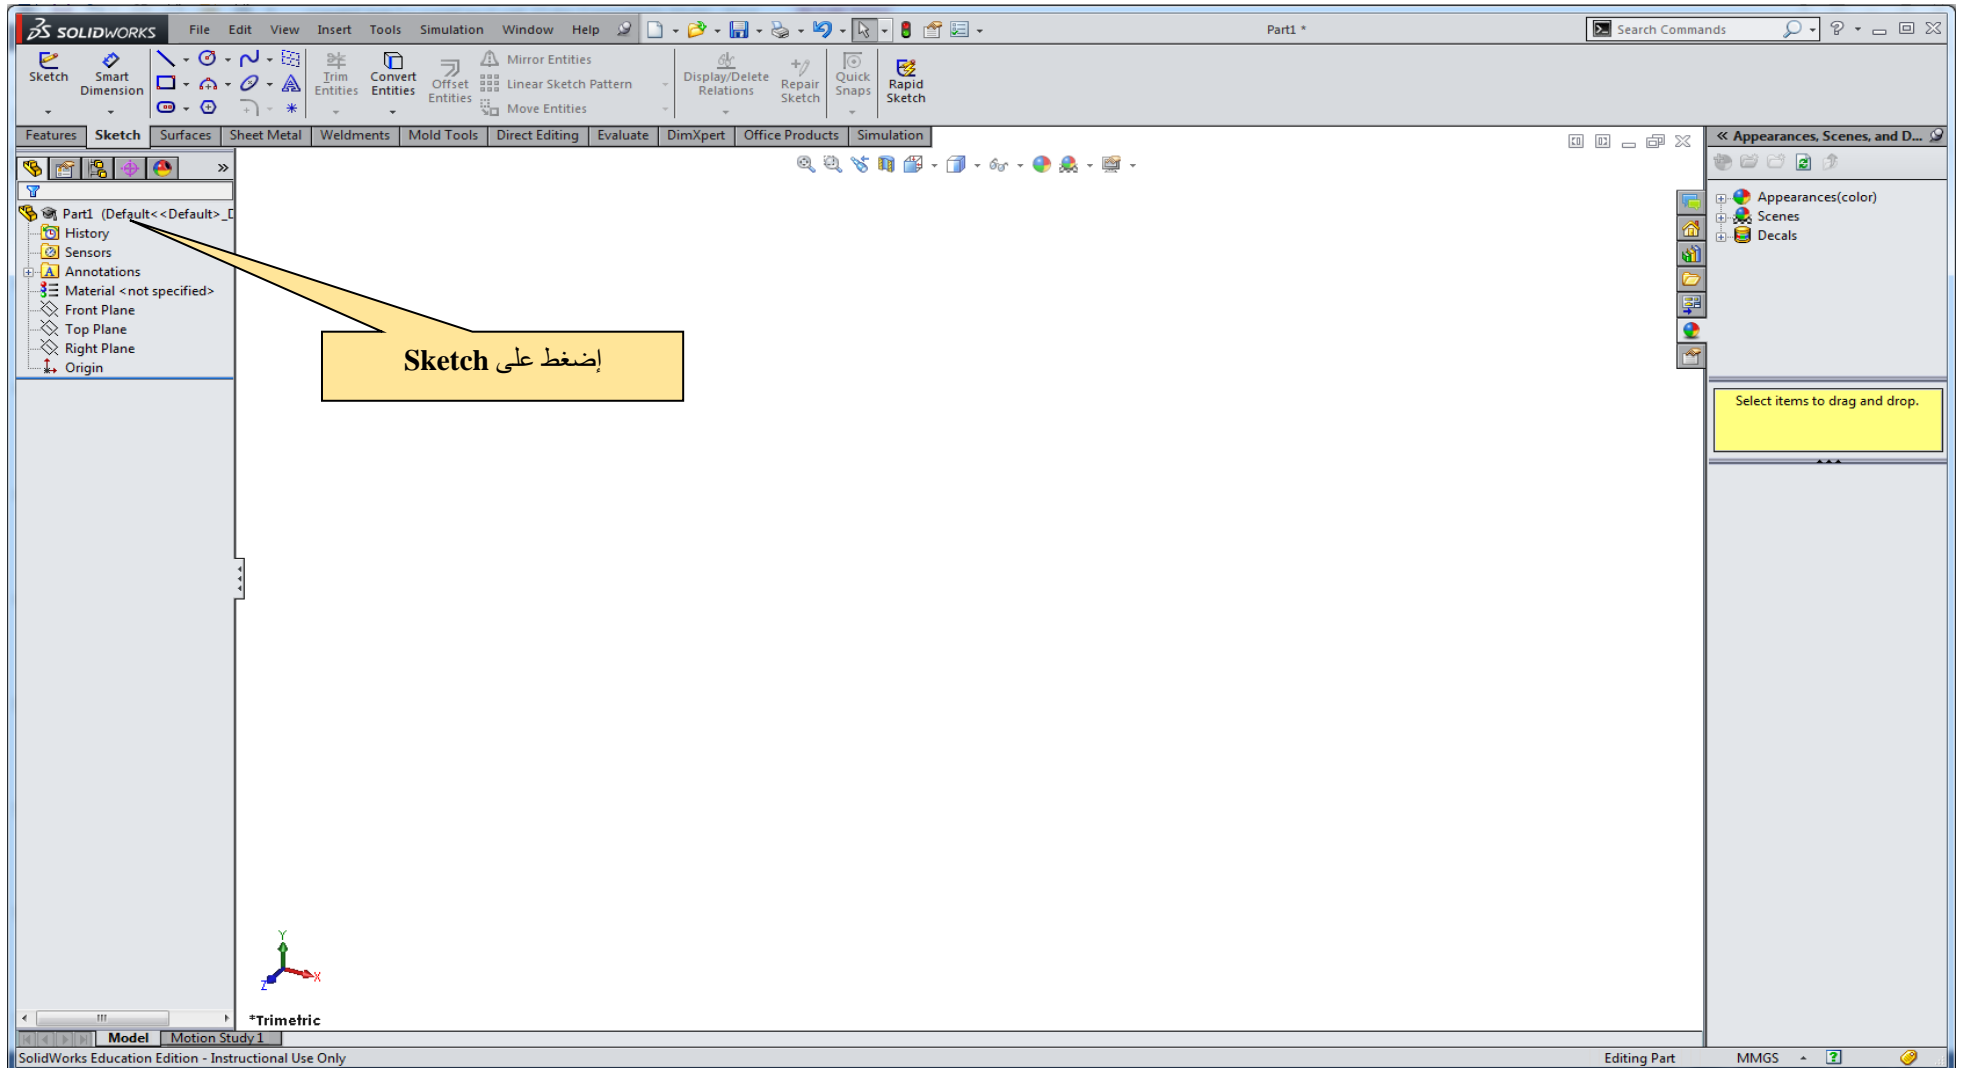 SOLIDWORKS File Edit View Insert Tools Simulation Window Help Part1 * Search Commands
Sketch Smart Dimension Trim Entities Convert Entities Offset Entities Mirror Entities Linear Sketch Pattern Move Entities Display/Delete Relations Repair Sketch Quick Snaps Rapid Sketch
Features Sketch Surfaces Sheet Metal Weldments Mold Tools Direct Editing Evaluate DimXpert Office Products Simulation
Appearances, Scenes, and D...
Part1 (Default<<Default>_D
History
Sensors
Annotations
Material <not specified>
Front Plane
Top Plane
Right Plane
Origin
إضغط على Sketch
Appearances(color)
Scenes
Decals
Select items to drag and drop.
Y
X
Z
*Trimetric
Model Motion Study 1
SolidWorks Education Edition - Instructional Use Only Editing Part MMGS